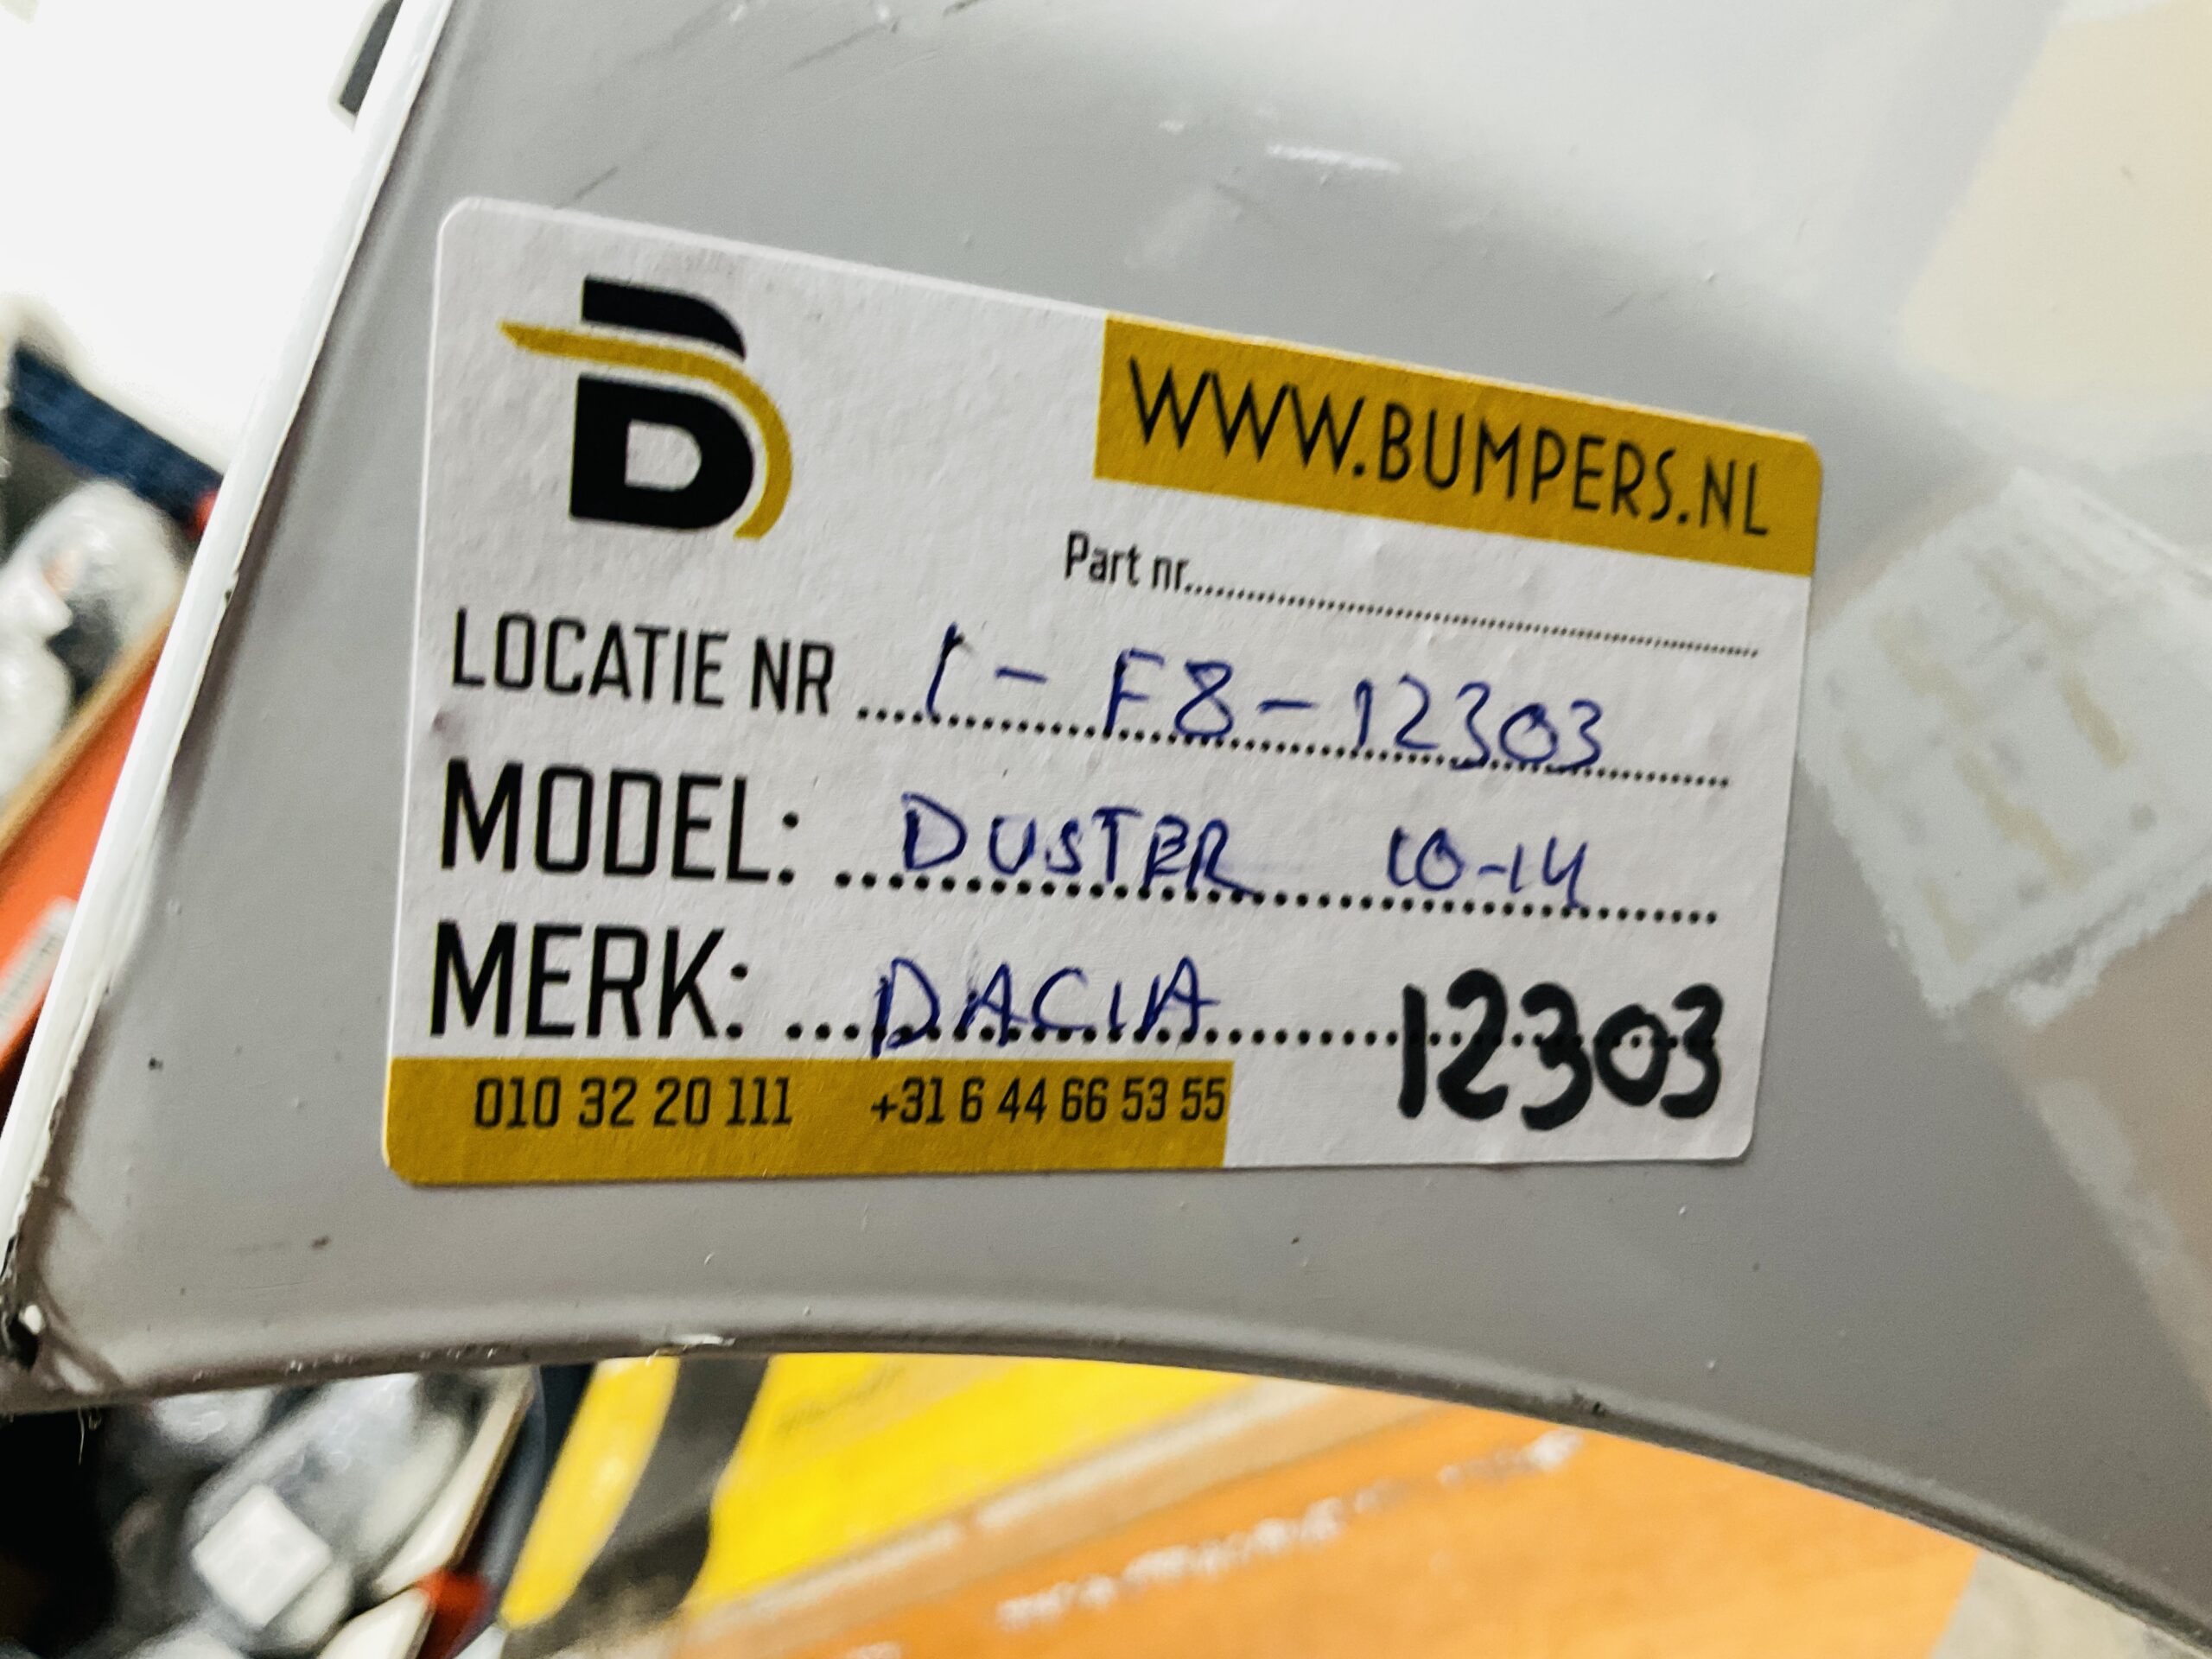 WWW.BUMPERS.NL
Part nr.
LOCATIE NR 1 - F8 - 12303
MODEL: DUSTER 10-14
MERK: DACIA 12303
010 32 20 111 +31 6 44 66 53 55